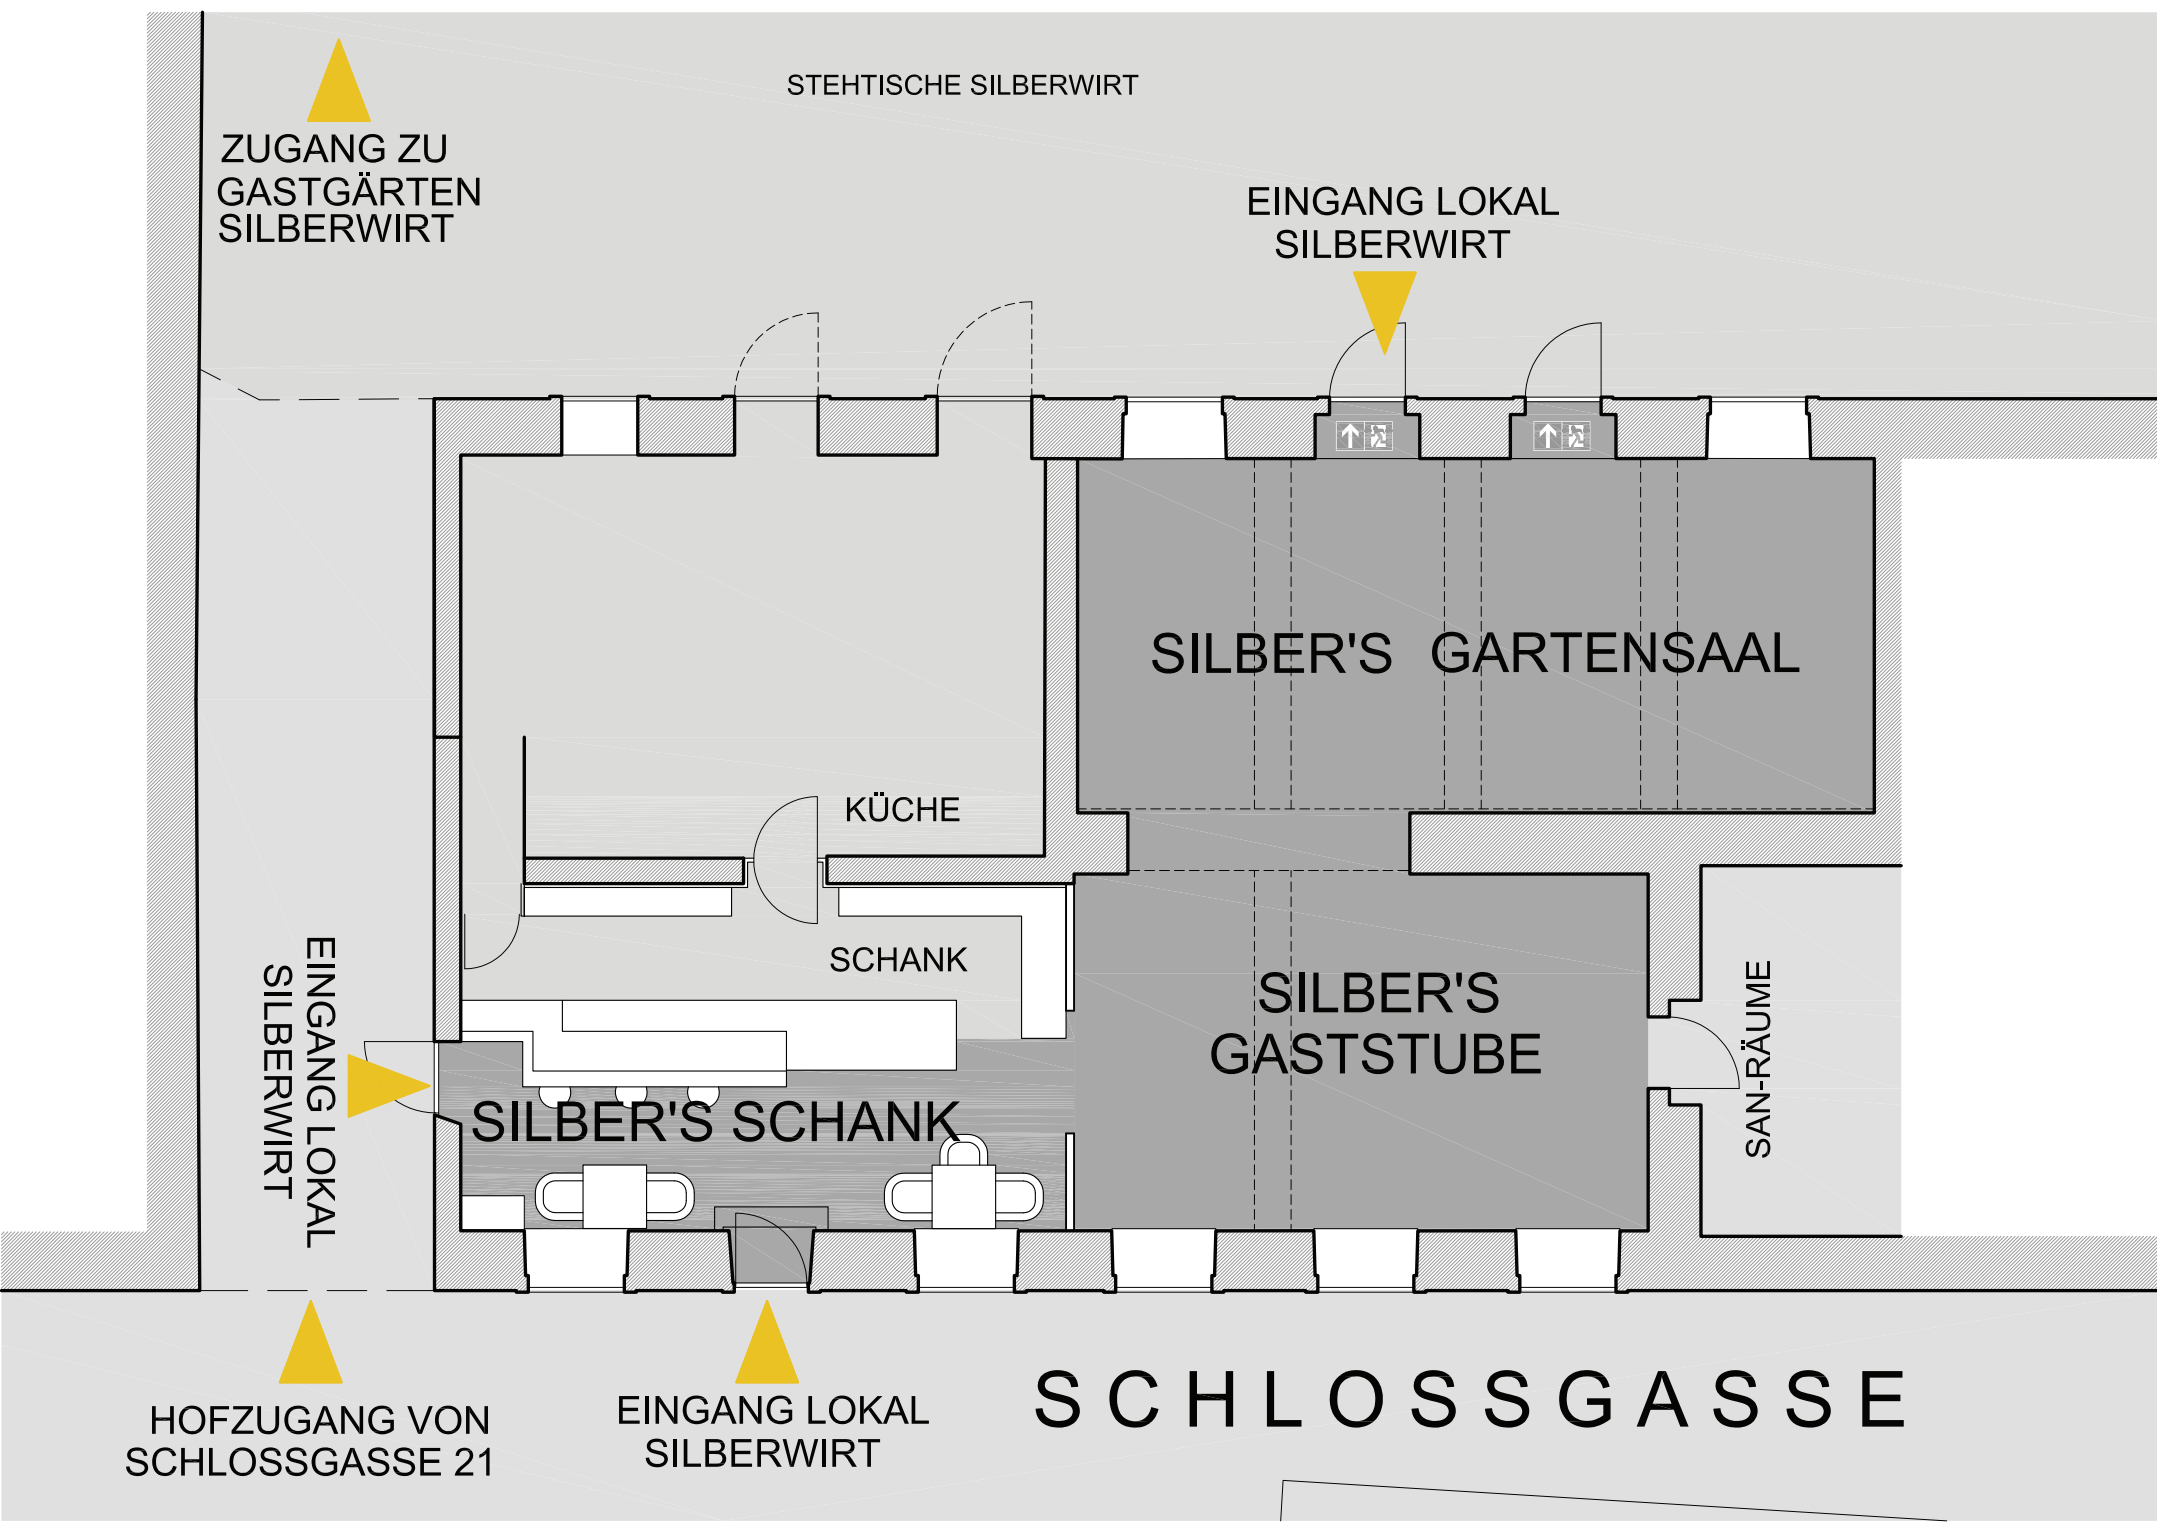 STEHTISCHE SILBERWIRT
ZUGANG ZU
GASTGÄRTEN
SILBERWIRT
EINGANG LOKAL
SILBERWIRT
SILBER'S GARTENSAAL
KÜCHE
SCHANK
SILBER'S
GASTSTUBE
SAN-RÄUME
EINGANG LOKAL
SILBERWIRT
SILBER'S SCHANK
HOFZUGANG VON
SCHLOSSGASSE 21
EINGANG LOKAL
SILBERWIRT
SCHLOSSGASSE